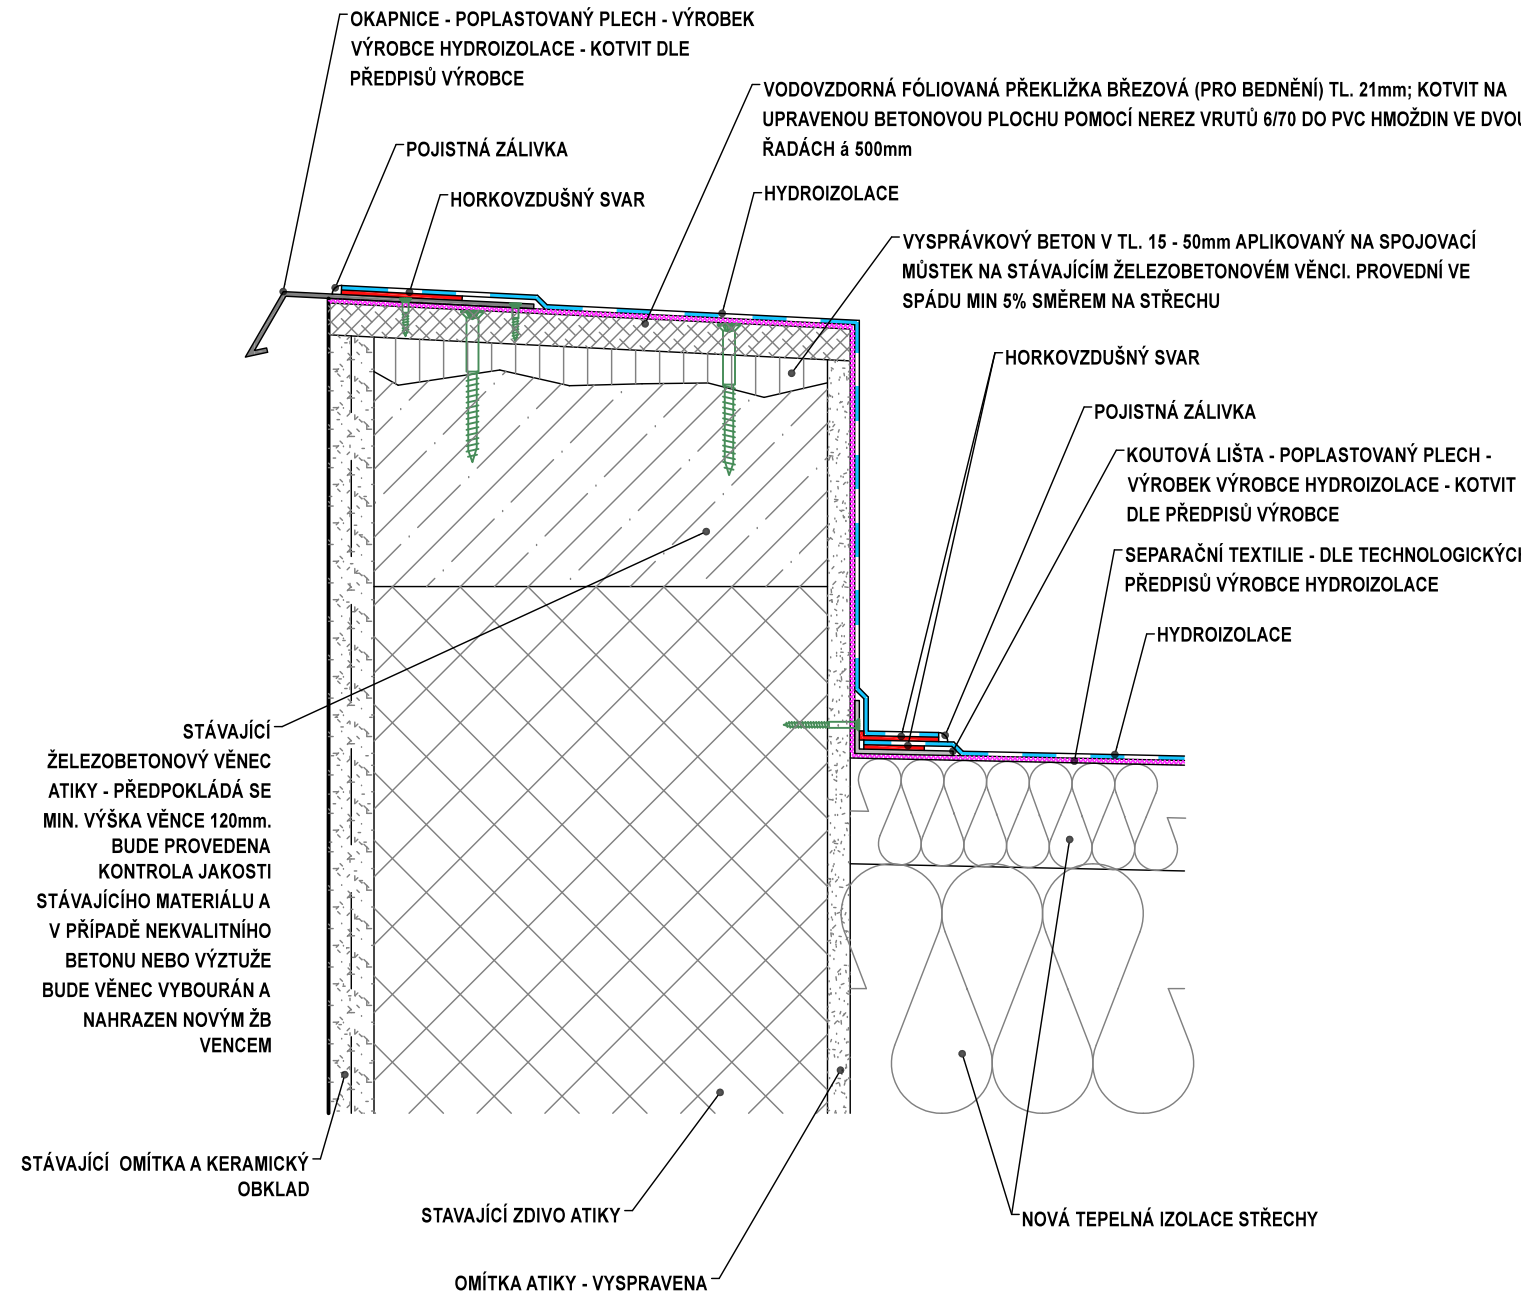 OKAPNICE - POPLASTOVANÝ PLECH - VÝROBEK
VÝROBCE HYDROIZOLACE - KOTVIT DLE
PŘEDPISŮ VÝROBCE
VODOVZDORNÁ FÓLIOVANÁ PŘEKLIŽKA BŘEZOVÁ (PRO BEDNĚNÍ) TL. 21mm; KOTVIT NA
UPRAVENOU BETONOVOU PLOCHU POMOCÍ NEREZ VRUTŮ 6/70 DO PVC HMOŽDIN VE DVOU
ŘADÁCH á 500mm
POJISTNÁ ZÁLIVKA
HORKOVZDUŠNÝ SVAR
HYDROIZOLACE
VYSPRÁVKOVÝ BETON V TL. 15 - 50mm APLIKOVANÝ NA SPOJOVACÍ
MŮSTEK NA STÁVAJÍCÍM ŽELEZOBETONOVÉM VĚNCI. PROVEDNÍ VE
SPÁDU MIN 5% SMĚREM NA STŘECHU
HORKOVZDUŠNÝ SVAR
POJISTNÁ ZÁLIVKA
KOUTOVÁ LIŠTA - POPLASTOVANÝ PLECH -
VÝROBEK VÝROBCE HYDROIZOLACE - KOTVIT
DLE PŘEDPISŮ VÝROBCE
SEPARAČNÍ TEXTILIE - DLE TECHNOLOGICKÝC
PŘEDPISŮ VÝROBCE HYDROIZOLACE
HYDROIZOLACE
STÁVAJÍCÍ
ŽELEZOBETONOVÝ VĚNEC
ATIKY - PŘEDPOKLÁDÁ SE
MIN. VÝŠKA VĚNCE 120mm.
BUDE PROVEDENA
KONTROLA JAKOSTI
STÁVAJÍCÍHO MATERIÁLU A
V PŘÍPADĚ NEKVALITNÍHO
BETONU NEBO VÝZTUŽE
BUDE VĚNEC VYBOURÁN A
NAHRAZEN NOVÝM ŽB
VENCEM
STÁVAJÍCÍ OMÍTKA A KERAMICKÝ
OBKLAD
STAVAJÍCÍ ZDIVO ATIKY
NOVÁ TEPELNÁ IZOLACE STŘECHY
OMÍTKA ATIKY - VYSPRAVENA